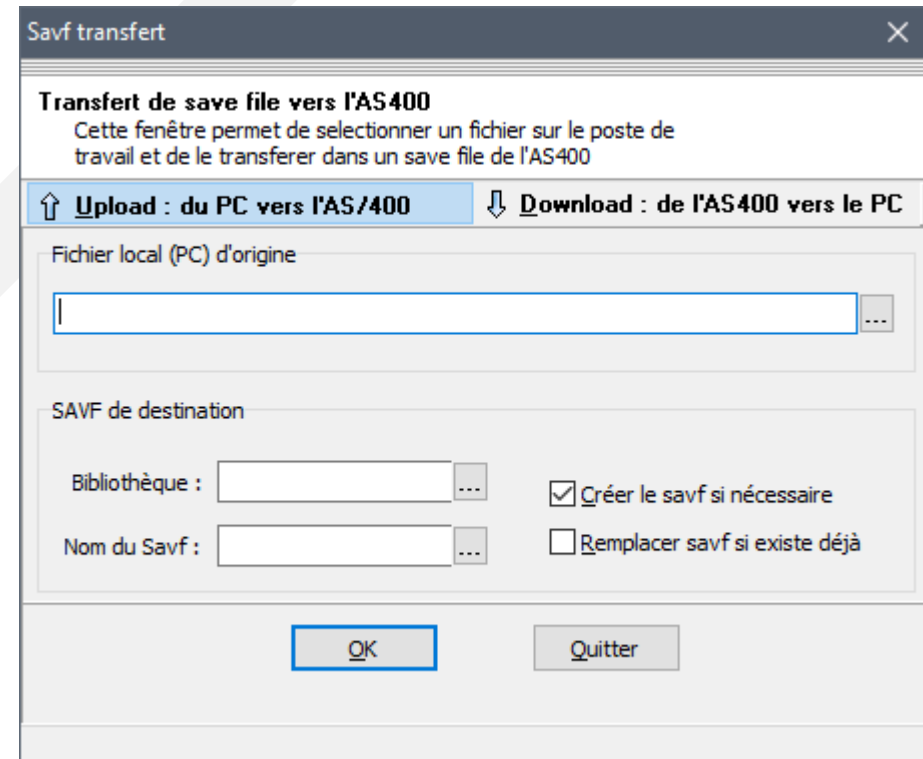 Savf transfert
Transfert de save file vers l'AS400
Cette fenêtre permet de selectionner un fichier sur le poste de
travail et de le transferer dans un save file de l'AS400
Upload : du PC vers l'AS/400
Download : de l'AS400 vers le PC
Fichier local (PC) d'origine
...
SAVF de destination
Bibliothèque :
...
Créer le savf si nécessaire
Nom du Savf :
...
Remplacer savf si existe déjà
OK
Quitter